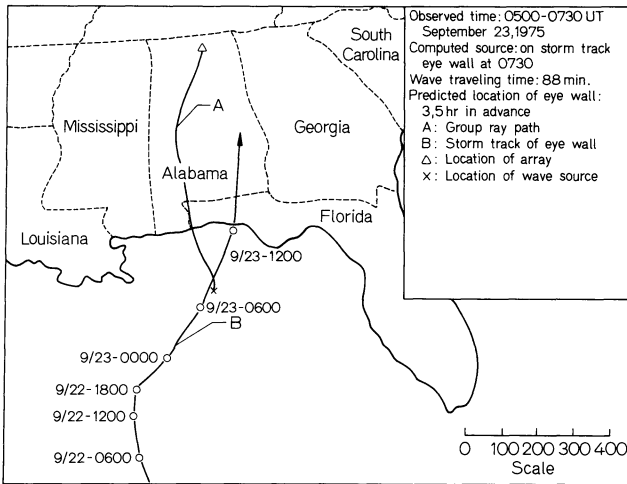 Observed time: 0500-0730 UT
September 23,1975
Computed source: on storm track
eye wall at 0730
Wave traveling time: 88 min.
Predicted location of eye wall:
3,5 hr in advance
A: Group ray path
B: Storm track of eye wall
△: Location of array
×: Location of wave source
South
Carolina
A
Mississippi
Georgia
Alabama
Florida
Louisiana
9/23-1200
9/23-0600
B
9/23-0000
9/22-1800
9/22-1200
9/22-0600
0 100 200 300 400
Scale